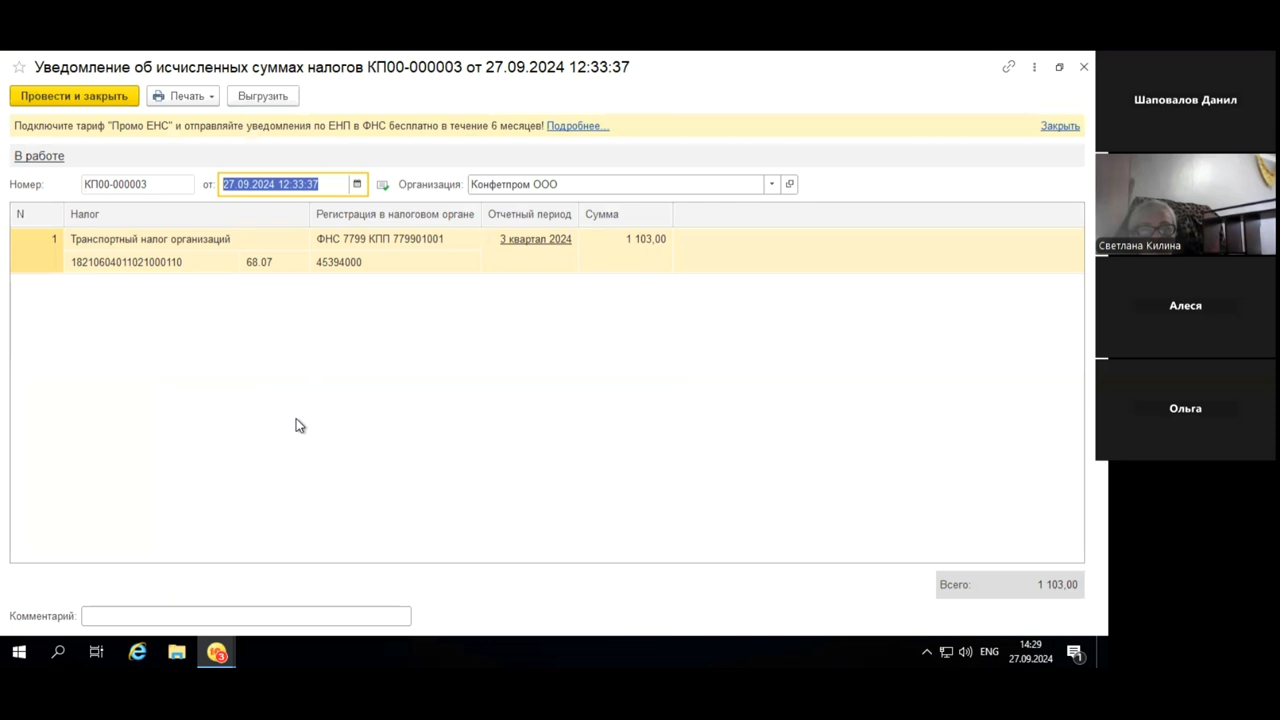 Уведомление об исчисленных суммах налогов КП00-000003 от 27.09.2024 12:33:37
Провести и закрыть Печать Выгрузить
Подключите тариф "Промо ЕНС" и отправляйте уведомления по ЕНП в ФНС бесплатно в течение 6 месяцев! Подробнее... Закрыть
В работе
Номер: КП00-000003 от: 27.09.2024 12:33:37 Организация: Конфетпром ООО
N Налог Регистрация в налоговом органе Отчетный период Сумма
1 Транспортный налог организаций ФНС 7799 КПП 779901001 3 квартал 2024 1 103,00
18210604011021000110 68.07 45394000
Всего: 1 103,00
Комментарий:
ENG
14:29
27.09.2024
1
3
Шаповалов Данил
Светлана Килина
Алеся
Ольга